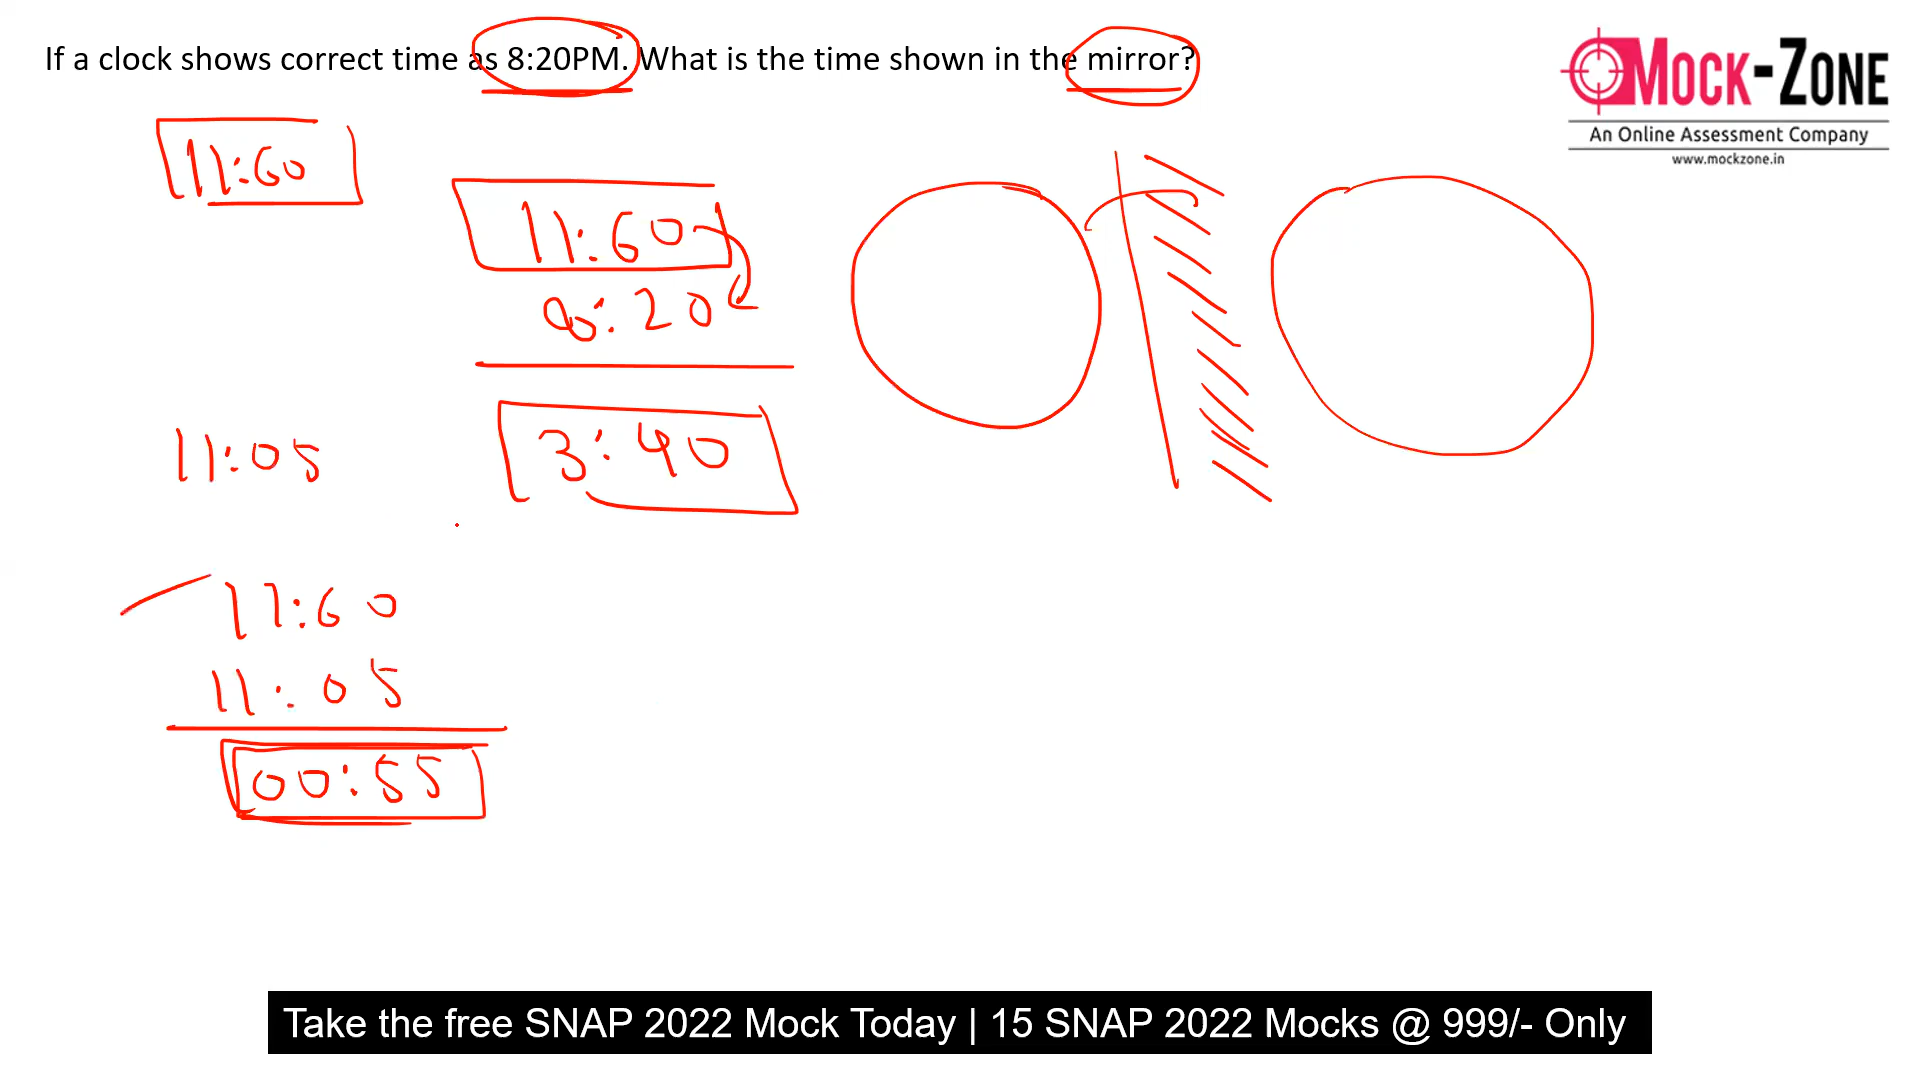 If a clock shows correct time as 8:20PM. What is the time shown in the mirror?
MOCK-ZONE
An Online Assessment Company
www.mockzone.in
11:60
11:60
8:20
3:40
11:05
11:60
11:05
00:55
Take the free SNAP 2022 Mock Today | 15 SNAP 2022 Mocks @ 999/- Only